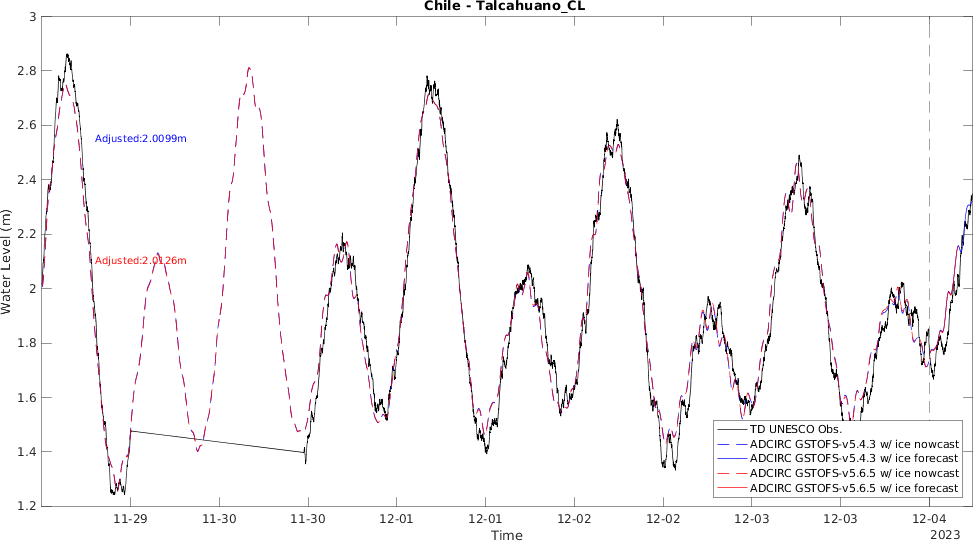 Chile - Talcahuano_CL
3
2.8
2.6
2.4
2.2
2
1.8
1.6
1.4
1.2
Water Level (m)
Adjusted:2.0099m
Adjusted:2.0126m
TD UNESCO Obs.
ADCIRC GSTOFS-v5.4.3 w/ ice nowcast
ADCIRC GSTOFS-v5.4.3 w/ ice forecast
ADCIRC GSTOFS-v5.6.5 w/ ice nowcast
ADCIRC GSTOFS-v5.6.5 w/ ice forecast
11-29 11-30 11-30 12-01 12-01 12-02 12-02 12-03 12-03 12-04
Time
2023